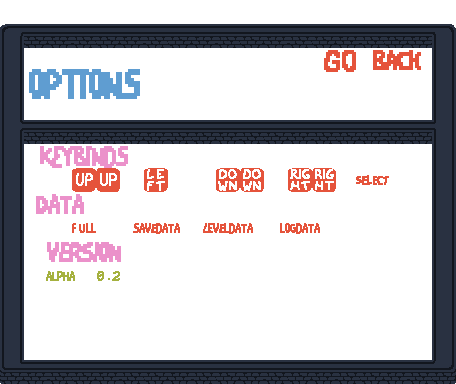 GO BACK
OPTIONS
KEYBINDS
UP UP LE FT DO WN DO WN RIG HT RIG HT SELECT
DATA
FULL SAVEDATA LEVELDATA LOGDATA
VERSION
ALPHA 0.2